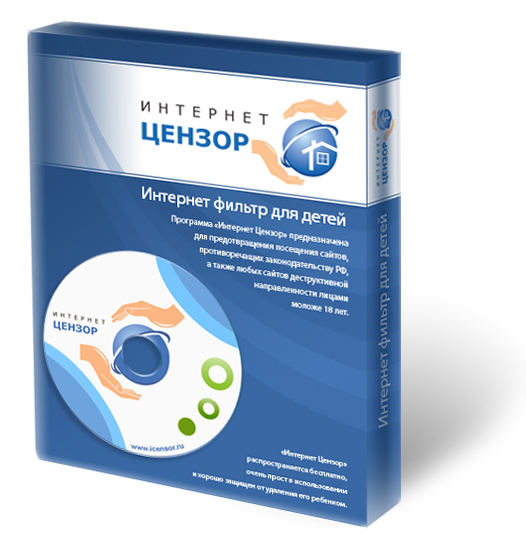 ИНТЕРНЕТ
ЦЕНЗОР
Интернет фильтр для детей
Программа «Интернет Цензор» предназначена
для предотвращения посещения сайтов,
противоречащих законодательству РФ,
а также любых сайтов деструктивной
направленности лицами
моложе 18 лет.
ИНТЕРНЕТ
ЦЕНЗОР
www.icensor.ru
«Интернет Цензор»
распространяется бесплатно,
очень прост в использовании
и хорошо защищен от удаления его ребенком.
ИНТЕРНЕТ
ЦЕНЗОР
Интернет фильтр для детей